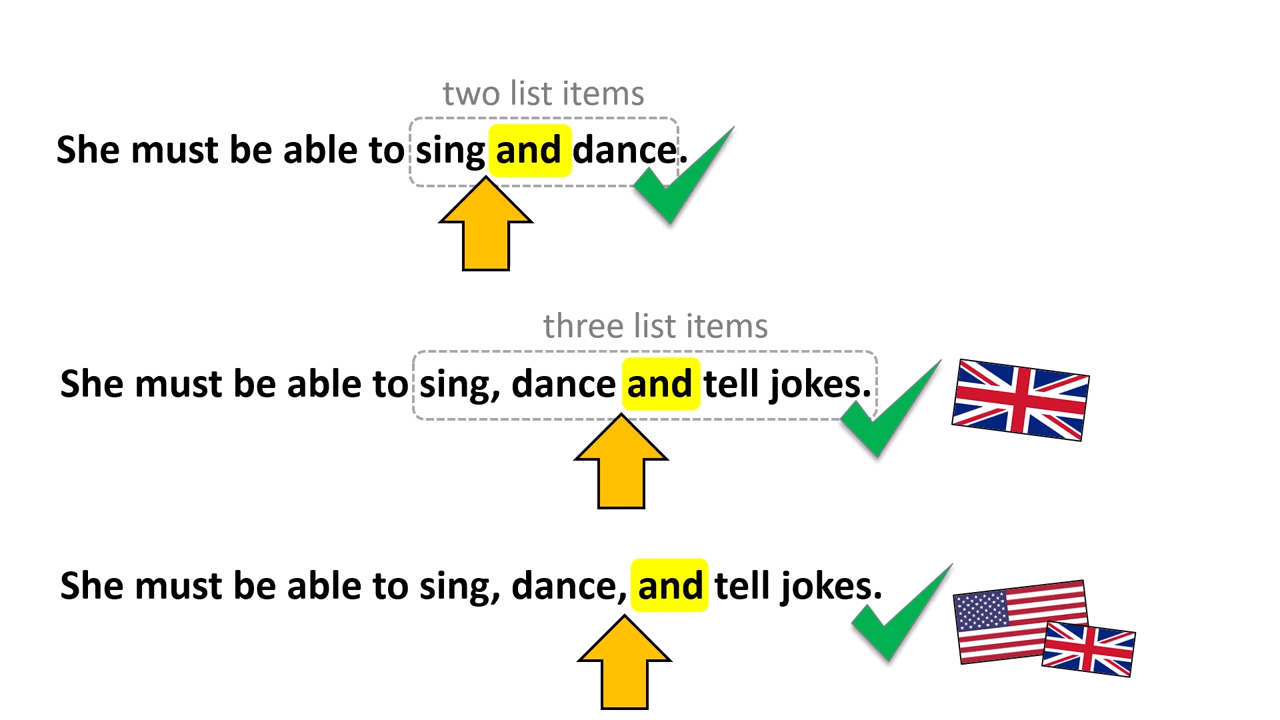 two list items
She must be able to sing and dance.
three list items
She must be able to sing, dance and tell jokes.
She must be able to sing, dance, and tell jokes.